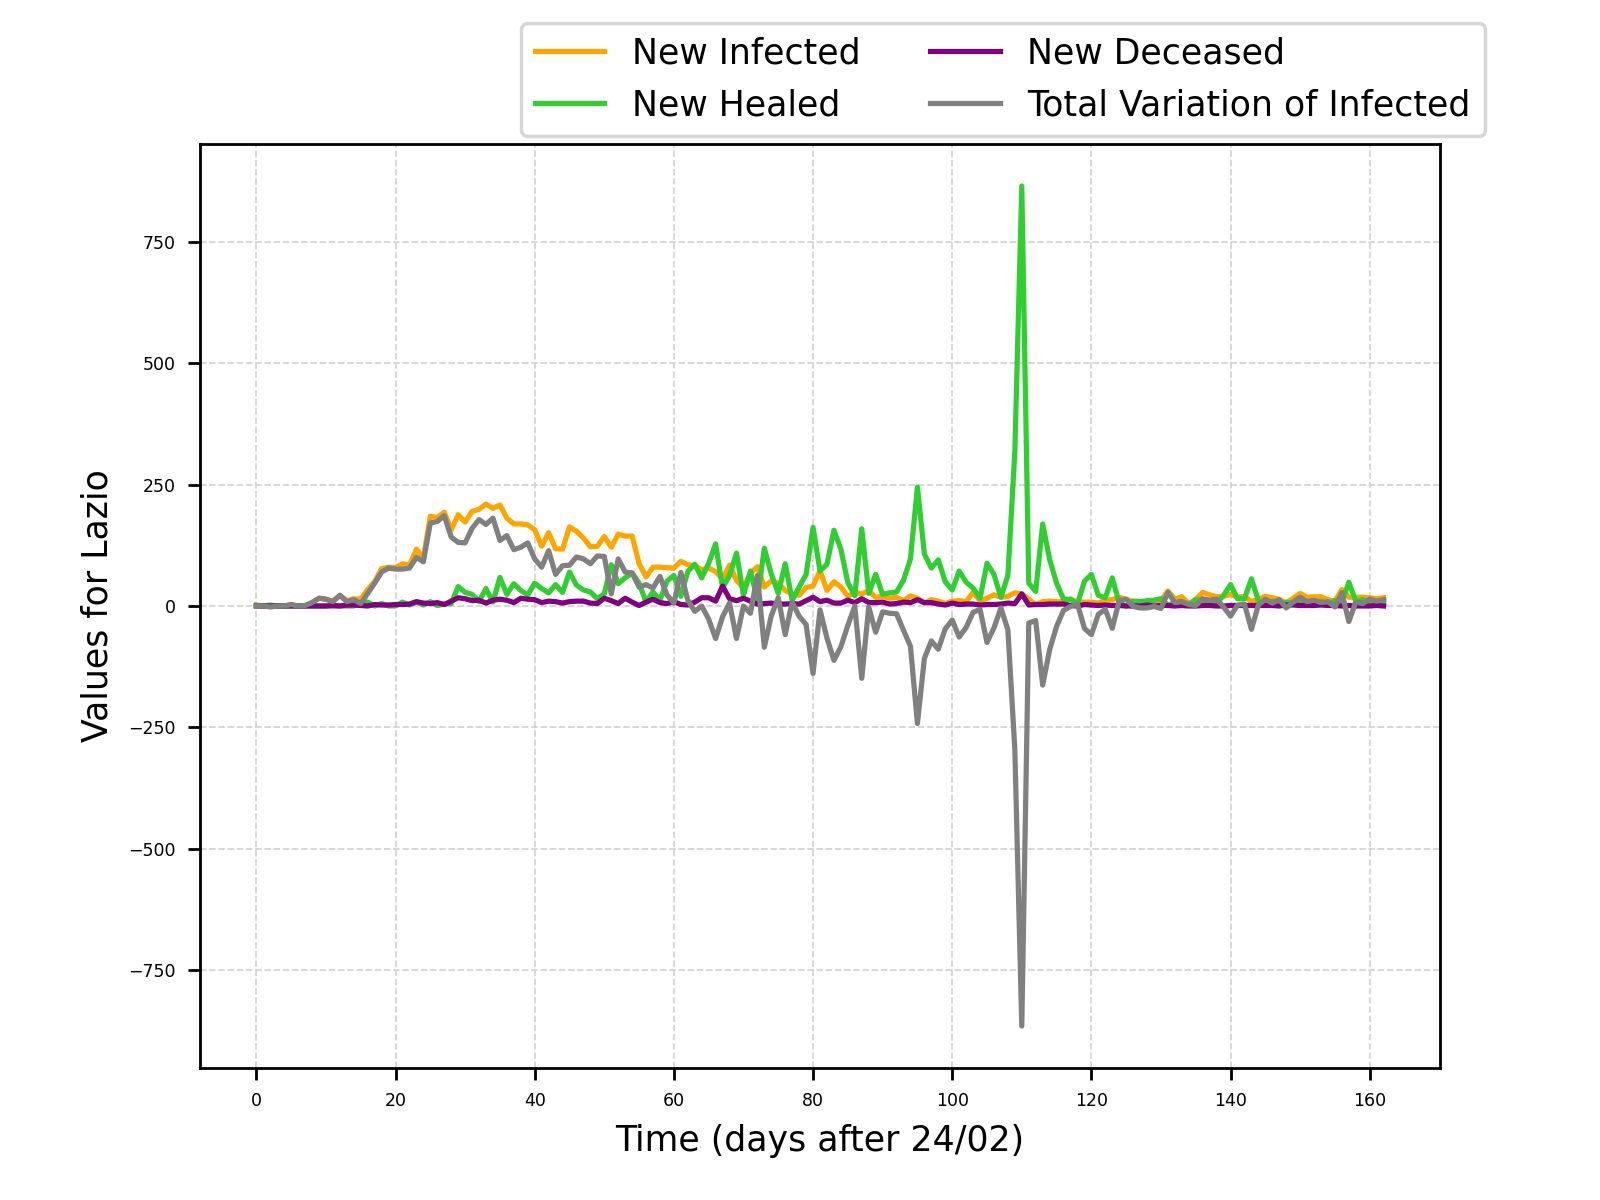 New Infected
New Healed
New Deceased
Total Variation of Infected
Values for Lazio
750
500
250
0
−250
−500
−750
0 20 40 60 80 100 120 140 160
Time (days after 24/02)